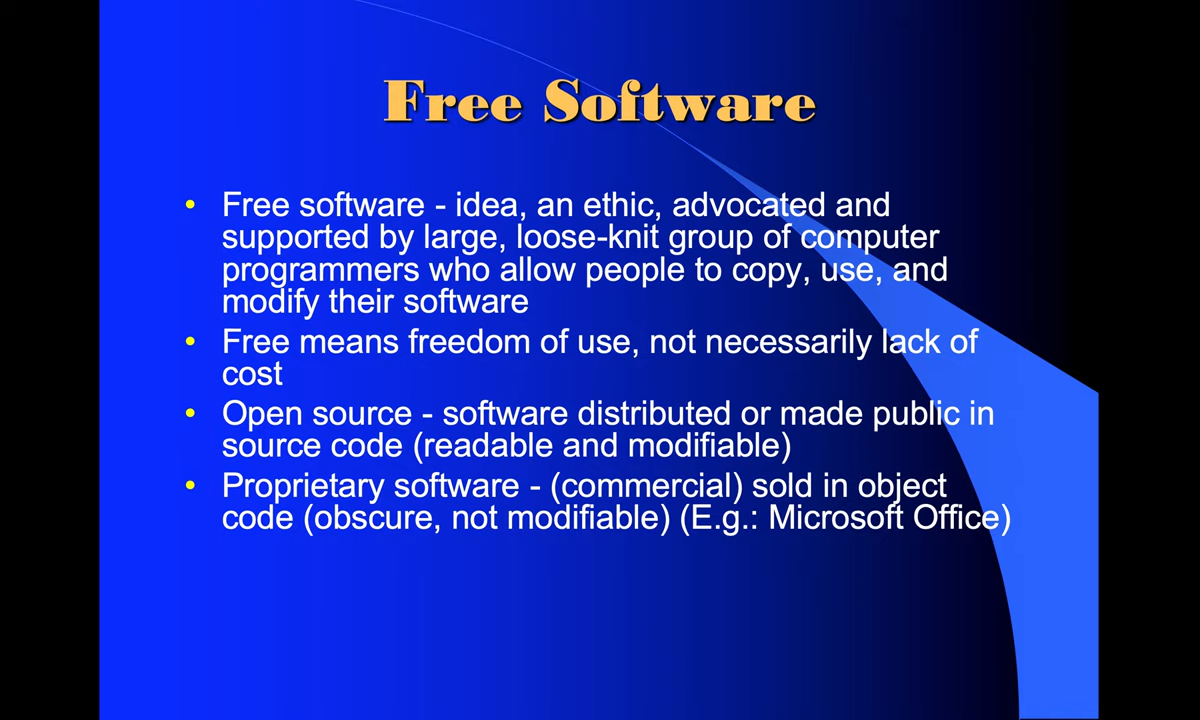 Free Software
• Free software - idea, an ethic, advocated and
supported by large, loose-knit group of computer
programmers who allow people to copy, use, and
modify their software
• Free means freedom of use, not necessarily lack of
cost
• Open source - software distributed or made public in
source code (readable and modifiable)
• Proprietary software - (commercial) sold in object
code (obscure, not modifiable) (E.g.: Microsoft Office)